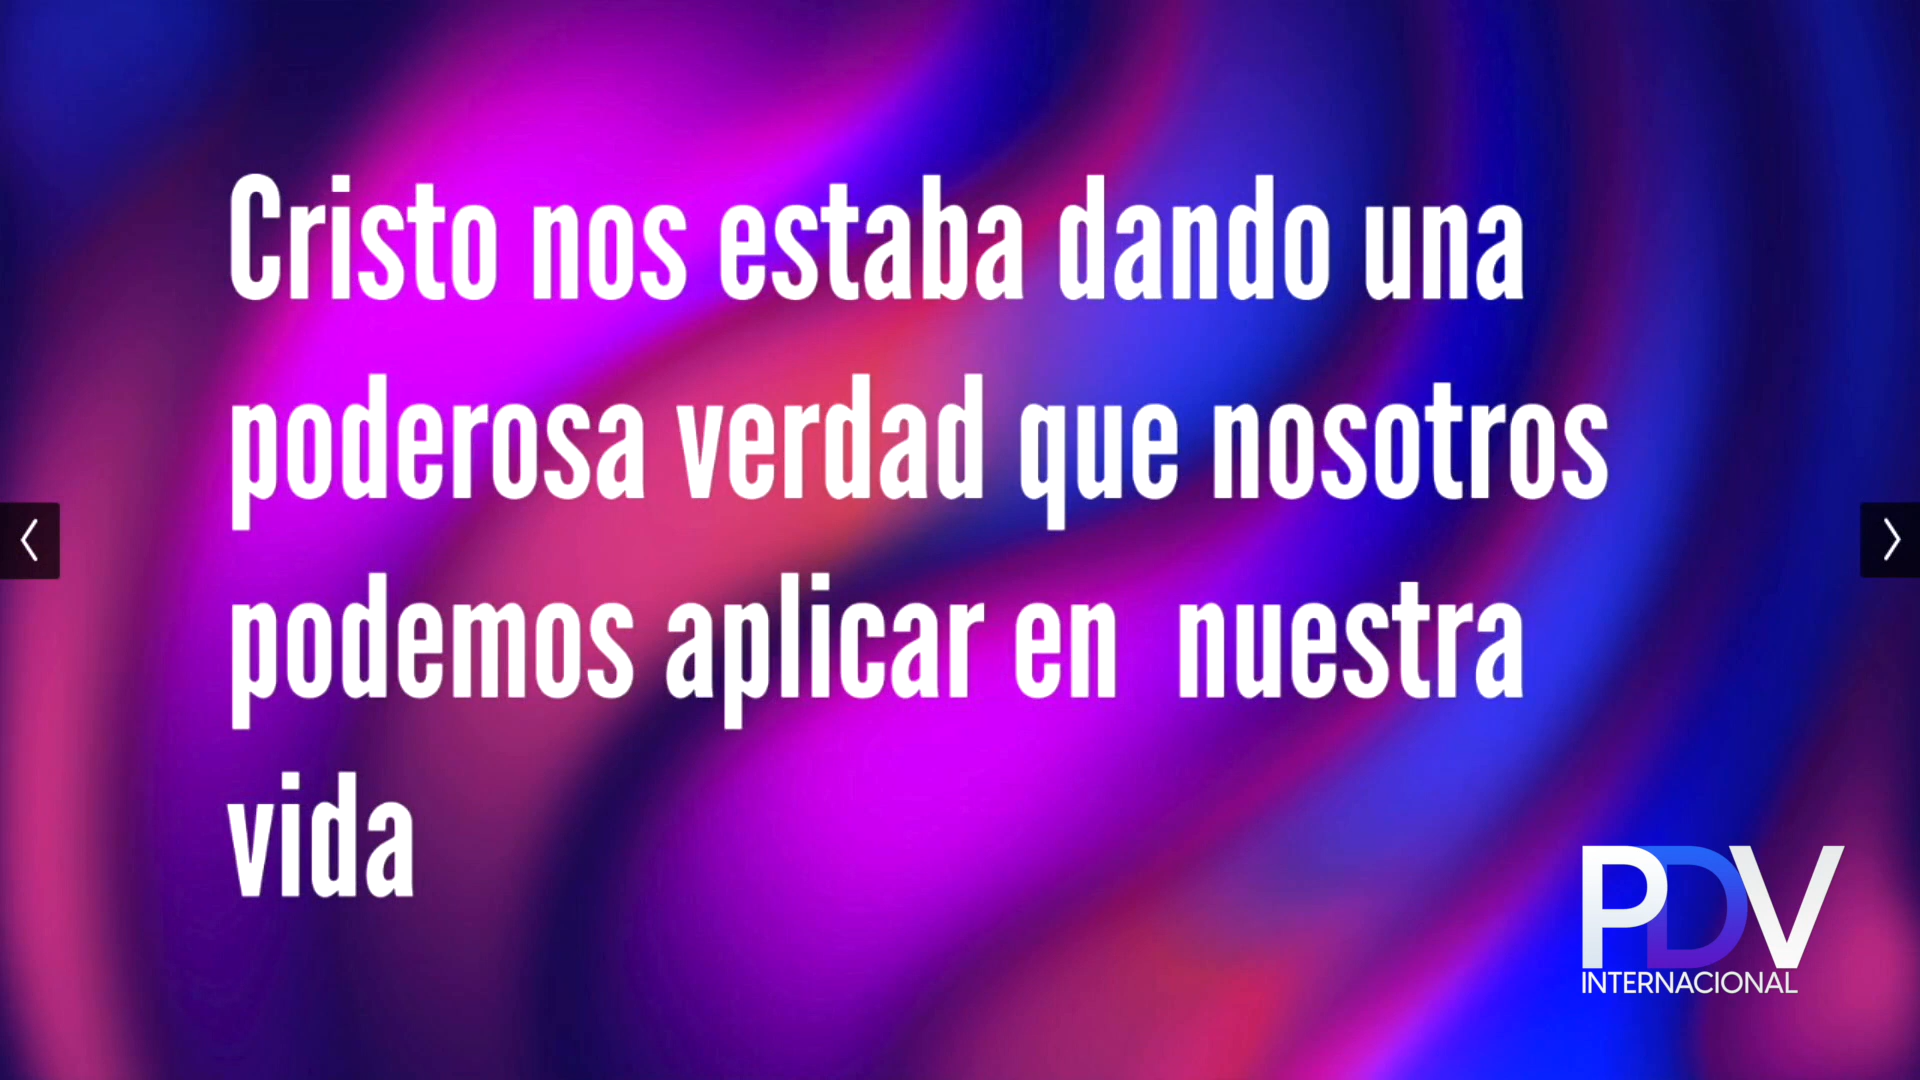 Cristo nos estaba dando una
poderosa verdad que nosotros
podemos aplicar en  nuestra
vida
PDV
INTERNACIONAL